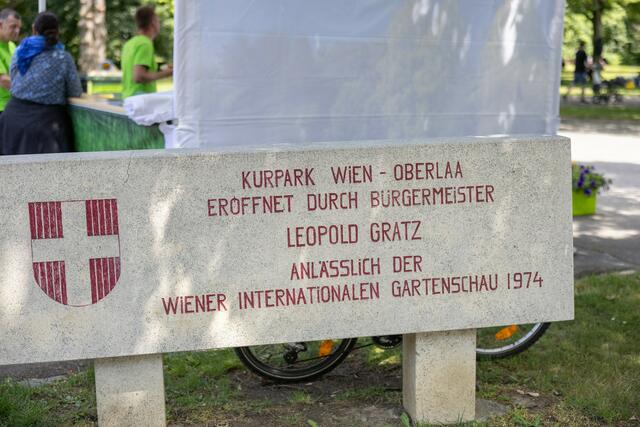 KURPARK WIEN - OBERLAA
ERÖFFNET DURCH BÜRGERMEISTER
LEOPOLD GRATZ
ANLÄSSLICH DER
WIENER INTERNATIONALEN GARTENSCHAU 1974